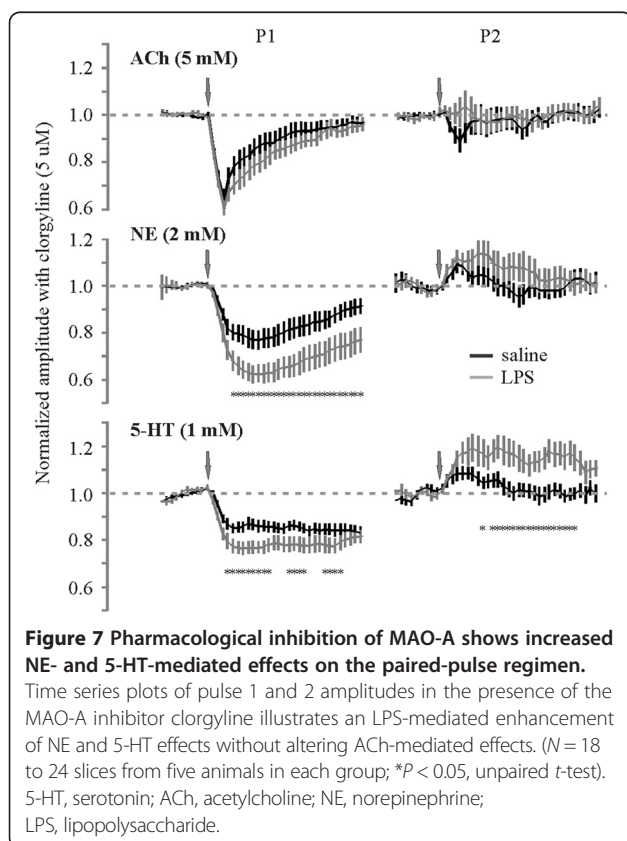 P1 P2
ACh (5 mM)
1.0
0.8
0.6
1.2
NE (2 mM)
1.0
0.8
0.6
saline
LPS
*****************************
5-HT (1 mM)
1.2
1.0
0.8
0.6
* ******************
********** **** ****
Normalized amplitude with clorgyline (5 uM)
Figure 7 Pharmacological inhibition of MAO-A shows increased
NE- and 5-HT-mediated effects on the paired-pulse regimen.
Time series plots of pulse 1 and 2 amplitudes in the presence of the
MAO-A inhibitor clorgyline illustrates an LPS-mediated enhancement
of NE and 5-HT effects without altering ACh-mediated effects. (N = 18
to 24 slices from five animals in each group; *P < 0.05, unpaired t-test).
5-HT, serotonin; ACh, acetylcholine; NE, norepinephrine;
LPS, lipopolysaccharide.